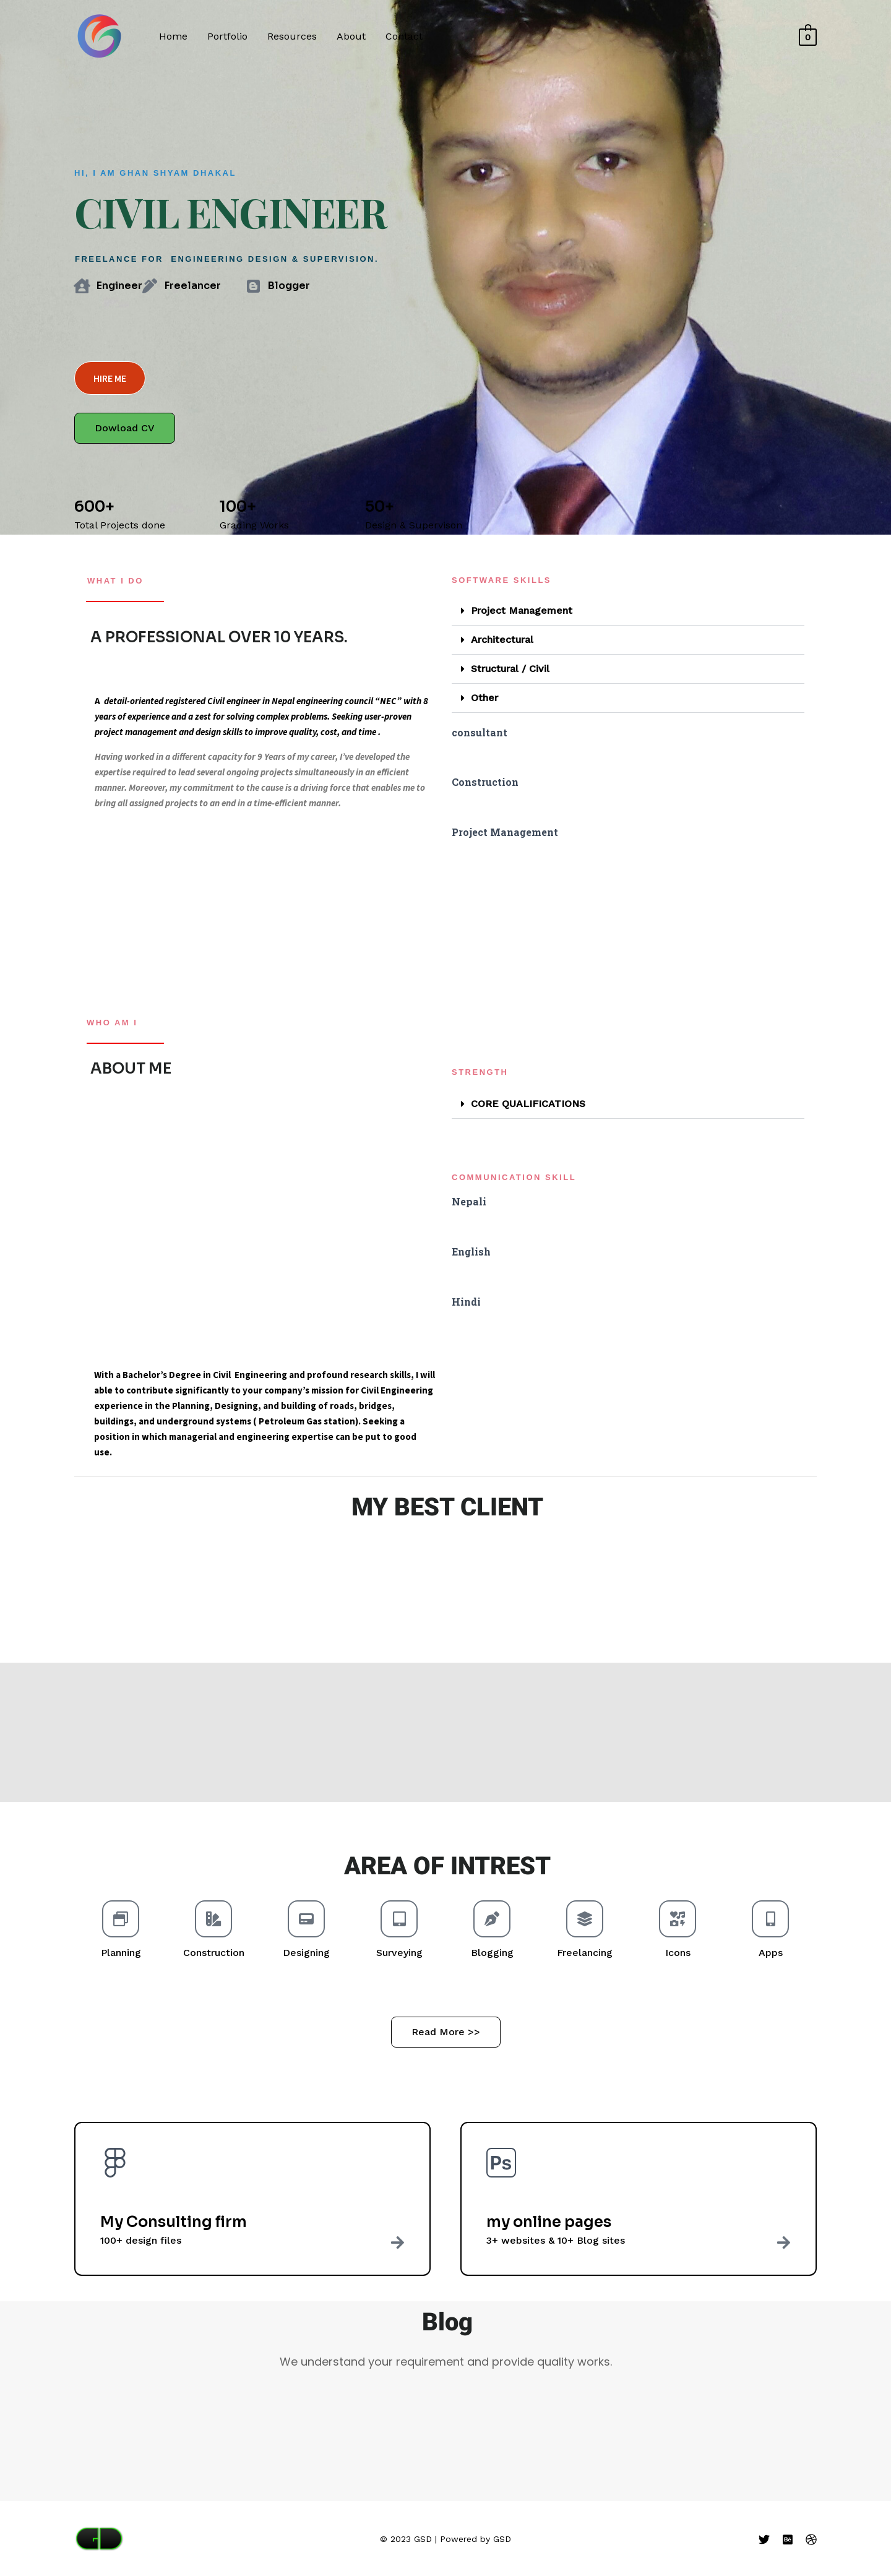 Home Portfolio Resources About Contact
0
HI, I AM GHAN SHYAM DHAKAL
CIVIL ENGINEER
FREELANCE FOR ENGINEERING DESIGN & SUPERVISION.
Engineer Freelancer Blogger
HIRE ME
Dowload CV
600+ 100+ 50+
Total Projects done Grading Works Design & Supervision
WHAT I DO
A PROFESSIONAL OVER 10 YEARS.
A detail-oriented registered Civil engineer in Nepal engineering council “NEC” with 8
years of experience and a zest for solving complex problems. Seeking user-proven
project management and design skills to improve quality, cost, and time .
Having worked in a different capacity for 9 Years of my career, I’ve developed the
expertise required to lead several ongoing projects simultaneously in an efficient
manner. Moreover, my commitment to the cause is a driving force that enables me to
bring all assigned projects to an end in a time-efficient manner.
SOFTWARE SKILLS
Project Management
Architectural
Structural / Civil
Other
consultant
Construction
Project Management
WHO AM I
ABOUT ME
STRENGTH
CORE QUALIFICATIONS
COMMUNICATION SKILL
Nepali
English
Hindi
With a Bachelor’s Degree in Civil Engineering and profound research skills, I will
able to contribute significantly to your company’s mission for Civil Engineering
experience in the Planning, Designing, and building of roads, bridges,
buildings, and underground systems ( Petroleum Gas station). Seeking a
position in which managerial and engineering expertise can be put to good
use.
MY BEST CLIENT
AREA OF INTREST
Planning Construction Designing Surveying Blogging Freelancing Icons Apps
Read More >>
My Consulting firm
100+ design files
Ps
my online pages
3+ websites & 10+ Blog sites
Blog
We understand your requirement and provide quality works.
© 2023 GSD | Powered by GSD